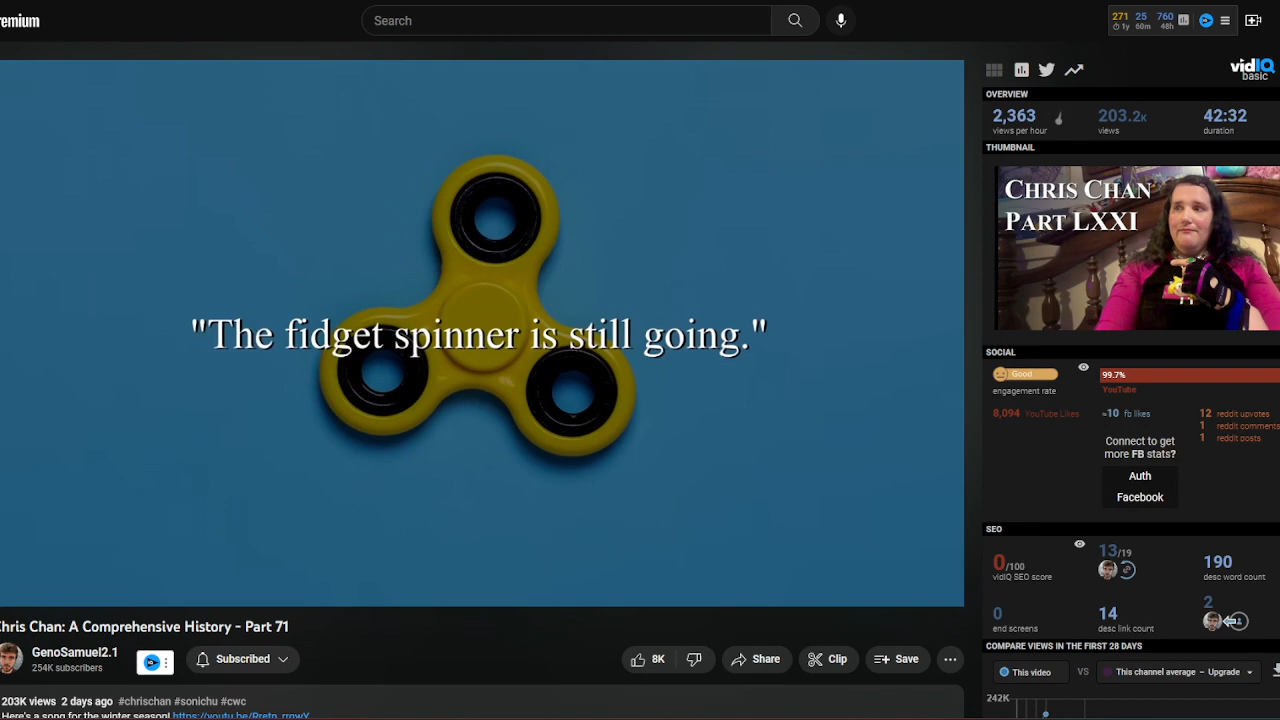 remium
Search
271 25 760
1y 60m 48h
vidIQ
basic
OVERVIEW
2,363 203.2K 42:32
views per hour views duration
THUMBNAIL
CHRIS CHAN
PART LXXI
"The fidget spinner is still going."
SOCIAL
Good 99.7%
engagement rate YouTube
8,094 YouTube Likes ≈10 fb likes 12 reddit upvotes
1 reddit comments
1 reddit posts
Connect to get
more FB stats?
Auth
Facebook
SEO
0/100 13/19 190
vidIQ SEO score desc word count
0 14 2
end screens desc link count
COMPARE VIEWS IN THE FIRST 28 DAYS
This video VS This channel average – Upgrade
242K
Chris Chan: A Comprehensive History - Part 71
GenoSamuel2.1
254K subscribers
Subscribed
8K Share Clip Save
203K views 2 days ago #chrischan #sonichu #cwc
Here's a song for the winter season!